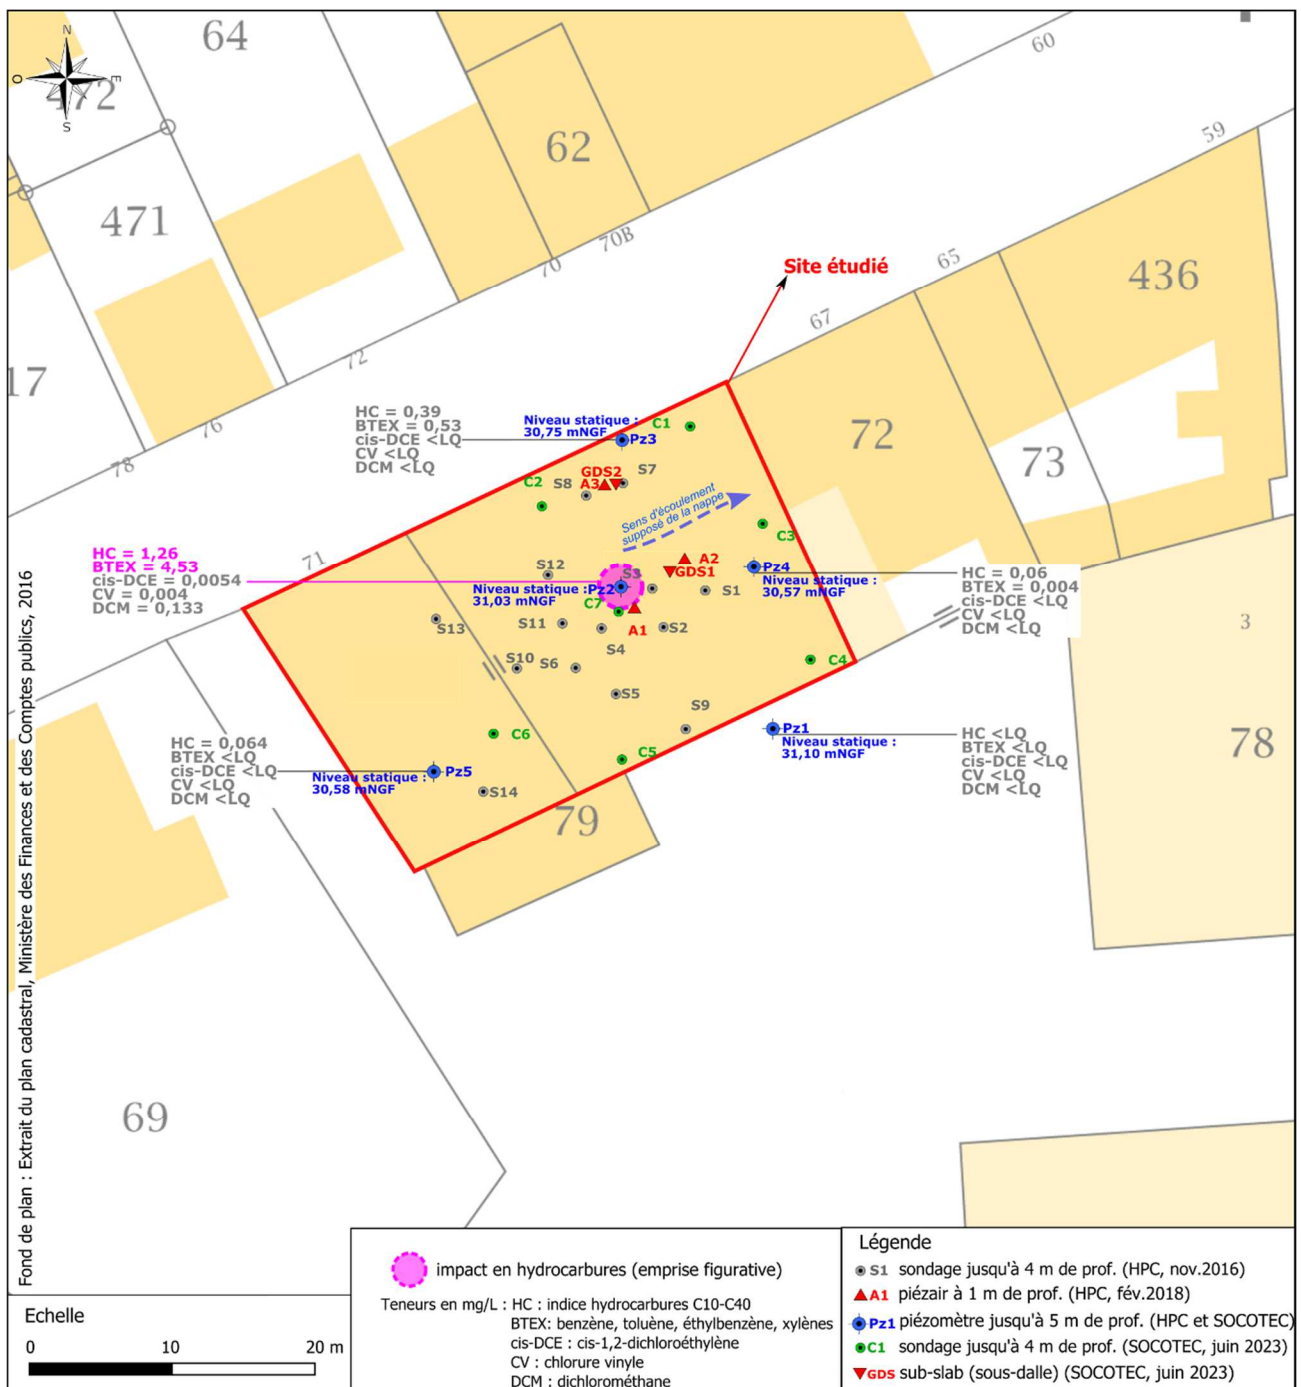 N
O
E
S
64
472
471
17
62
60
59
70B
70
72
76
78
65
67
436
Site étudié
72
73
HC = 0,39
BTEX = 0,53
cis-DCE <LQ
CV <LQ
DCM <LQ
Niveau statique :
30,75 mNGF
Pz3
C1
GDS2
S7
C2
S8
A3
Sens d'écoulement
supposé de la nappe
C3
71
HC = 1,26
BTEX = 4,53
cis-DCE = 0,0054
CV = 0,004
DCM = 0,133
S12
S3
A2
GDS1
Pz4
Niveau statique :
30,57 mNGF
Niveau statique :
31,03 mNGF
Pz2
S1
C7
HC = 0,06
BTEX = 0,004
cis-DCE <LQ
CV <LQ
DCM <LQ
3
S13
S11
A1
S2
S4
S10
S6
C4
S5
S9
C6
C5
Pz1
Niveau statique :
31,10 mNGF
HC <LQ
BTEX <LQ
cis-DCE <LQ
CV <LQ
DCM <LQ
78
HC = 0,064
BTEX <LQ
cis-DCE <LQ
CV <LQ
DCM <LQ
Niveau statique :
30,58 mNGF
Pz5
S14
79
69
Fond de plan : Extrait du plan cadastral, Ministère des Finances et des Comptes publics, 2016
Echelle
0 10 20 m
impact en hydrocarbures (emprise figurative)
Teneurs en mg/L : HC : indice hydrocarbures C10-C40
BTEX: benzène, toluène, éthylbenzène, xylènes
cis-DCE : cis-1,2-dichloroéthylène
CV : chlorure vinyle
DCM : dichlorométhane
Légende
S1 sondage jusqu'à 4 m de prof. (HPC, nov.2016)
A1 piézair à 1 m de prof. (HPC, fév.2018)
Pz1 piézomètre jusqu'à 5 m de prof. (HPC et SOCOTEC)
C1 sondage jusqu'à 4 m de prof. (SOCOTEC, juin 2023)
GDS sub-slab (sous-dalle) (SOCOTEC, juin 2023)